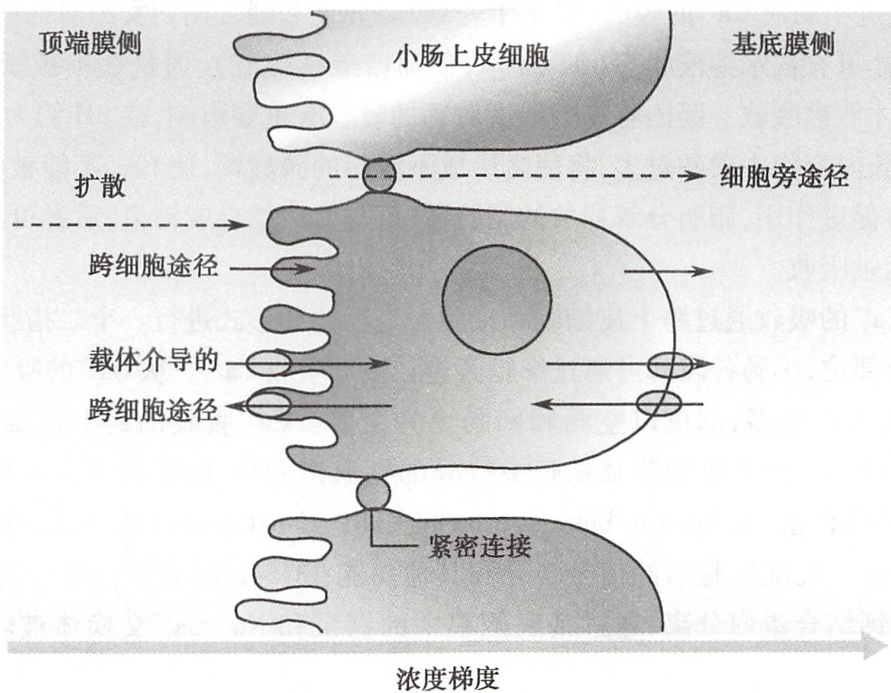 顶端膜侧
小肠上皮细胞
基底膜侧
扩散
细胞旁途径
跨细胞途径
载体介导的
跨细胞途径
紧密连接
浓度梯度